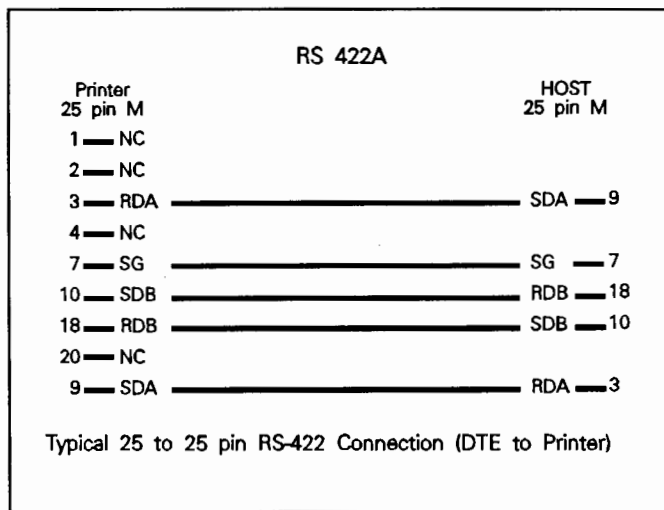 RS 422A
Printer HOST
25 pin M 25 pin M
1 NC
2 NC
3 RDA SDA 9
4 NC
7 SG SG 7
10 SDB RDB 18
18 RDB SDB 10
20 NC
9 SDA RDA 3
Typical 25 to 25 pin RS-422 Connection (DTE to Printer)